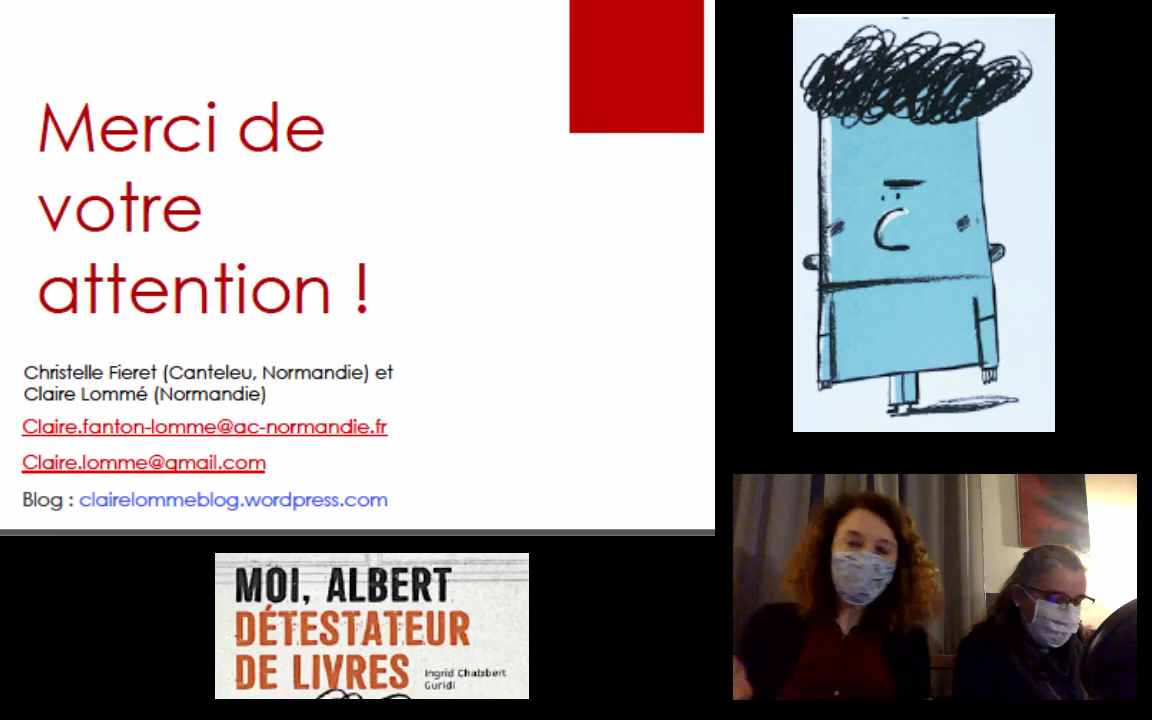 Merci de
votre
attention !
Christelle Fieret (Canteleu, Normandie) et
Claire Lommé (Normandie)
Claire.fanton-lomme@ac-normandie.fr
Claire.lomme@gmail.com
Blog : clairelommeblog.wordpress.com
MOI, ALBERT
DÉTESTATEUR
DE LIVRES
Ingrid Chabbert
Guridi